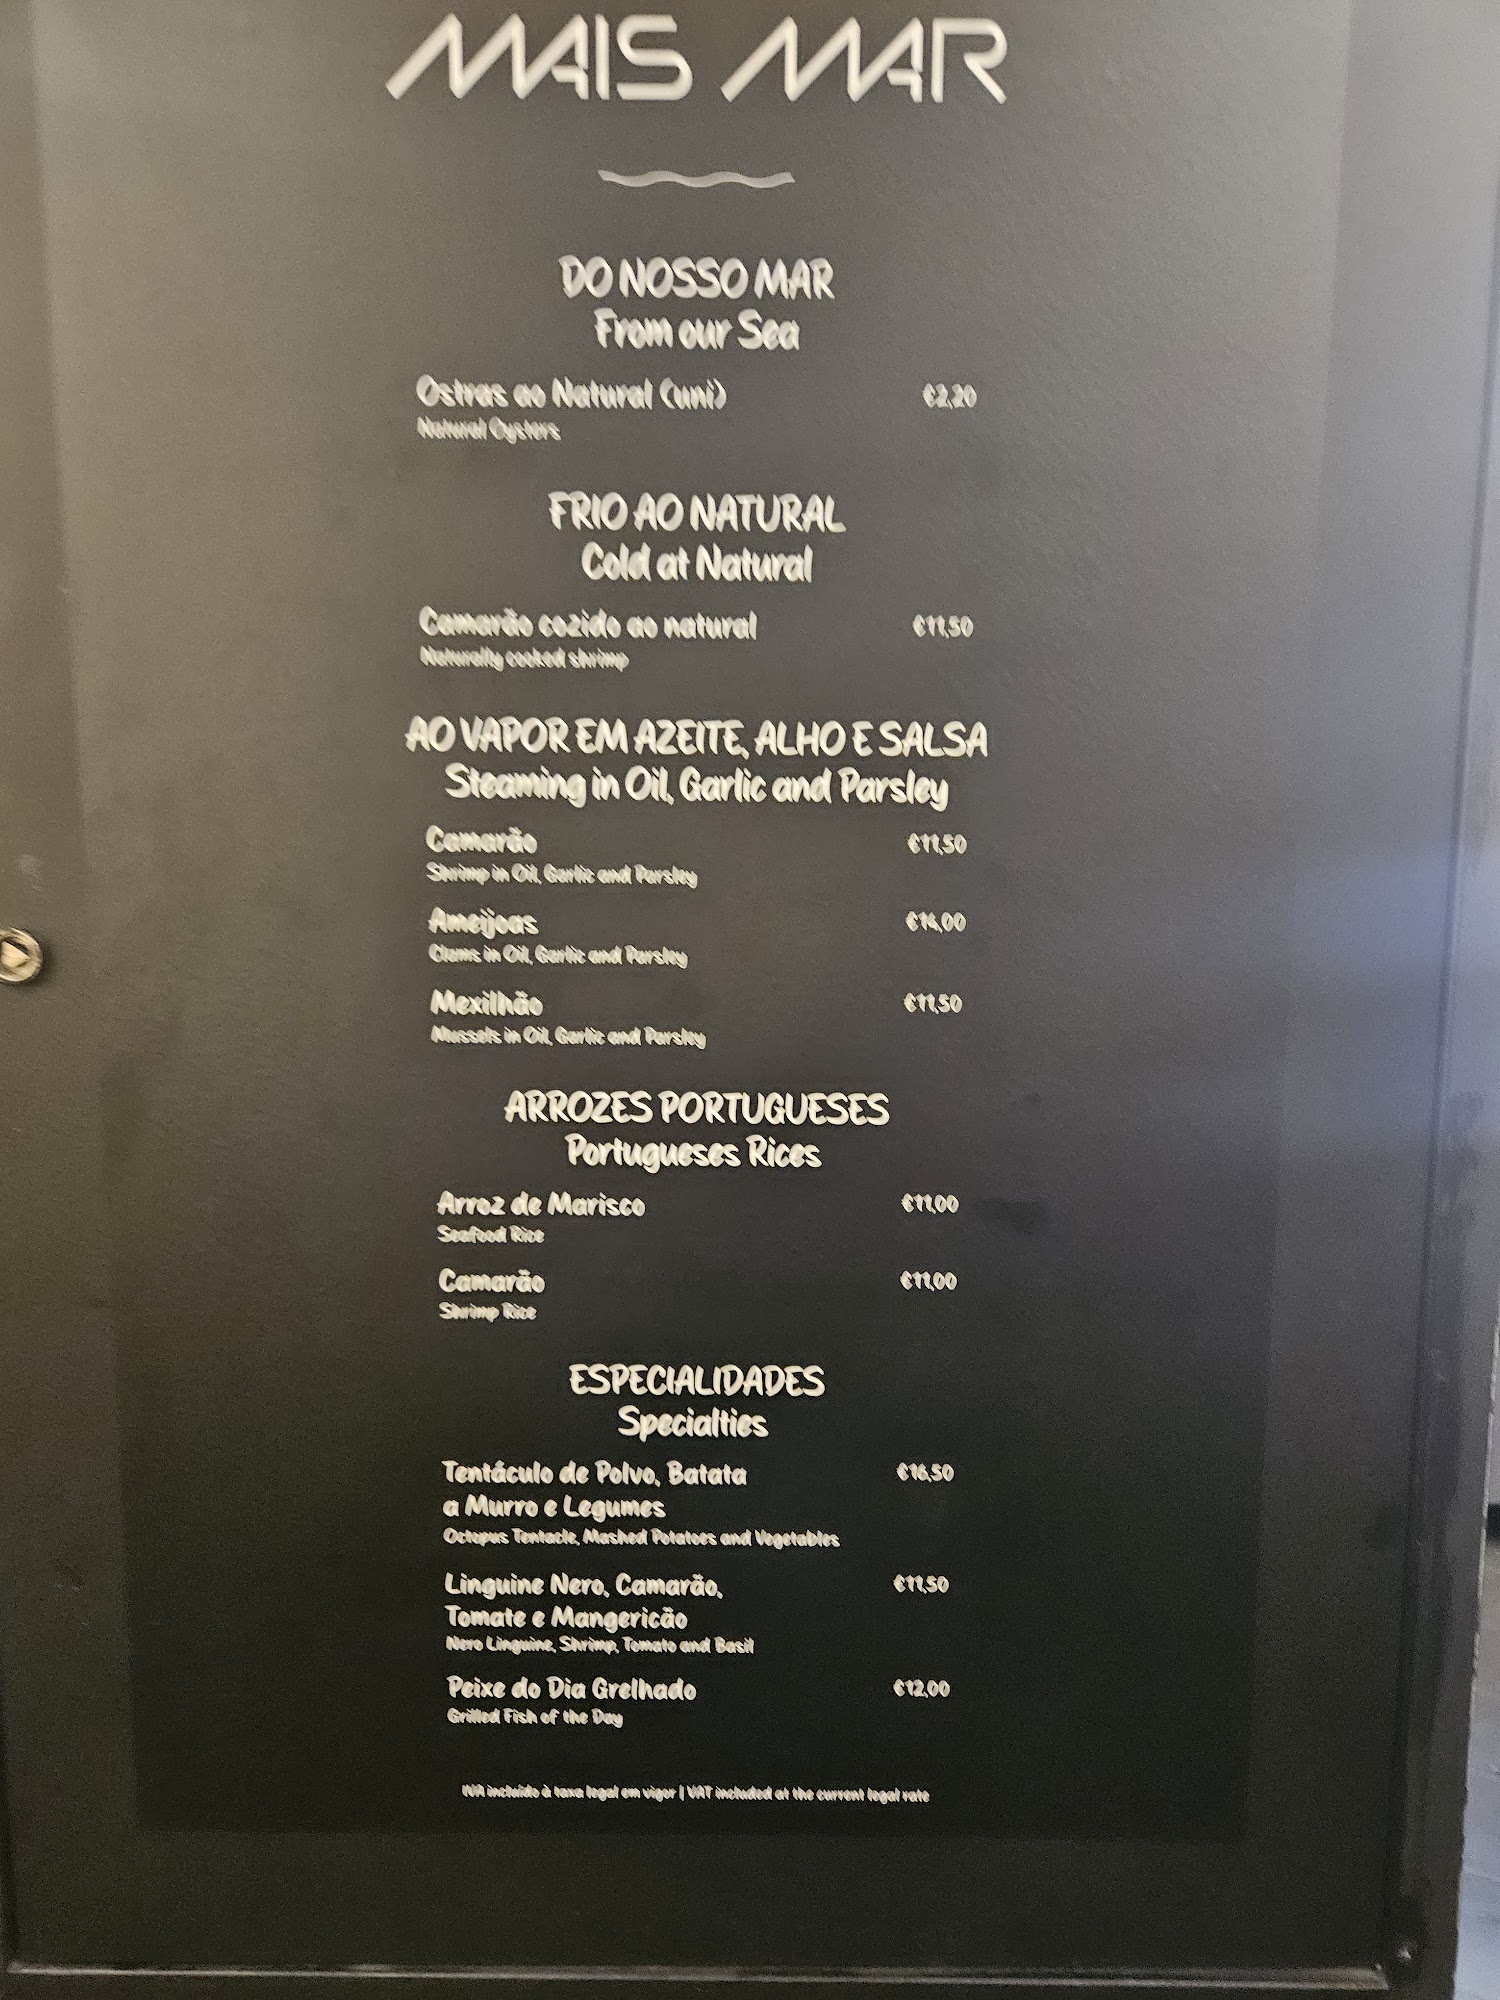 MAIS MAR
DO NOSSO MAR
From our Sea
Ostras ao Natural (uni) €2,20
Natural Oysters
FRIO AO NATURAL
Cold at Natural
Camarão cozido ao natural €11,50
Naturally cooked shrimp
AO VAPOR EM AZEITE, ALHO E SALSA
Steaming in Oil, Garlic and Parsley
Camarão €11,50
Shrimp in Oil, Garlic and Parsley
Ameijoas €14,00
Clams in Oil, Garlic and Parsley
Mexilhão €11,50
Mussels in Oil, Garlic and Parsley
ARROZES PORTUGUESES
Portugueses Rices
Arroz de Marisco €11,00
Seafood Rice
Camarão €11,00
Shrimp Rice
ESPECIALIDADES
Specialties
Tentáculo de Polvo, Batata €16,50
a Murro e Legumes
Octopus Tentacle, Mashed Potatoes and Vegetables
Linguine Nero, Camarão, €11,50
Tomate e Mangericão
Nero Linguine, Shrimp, Tomato and Basil
Peixe do Dia Grelhado €12,00
Grilled Fish of the Day
IVA incluído à taxa legal em vigor | VAT included at the current legal rate